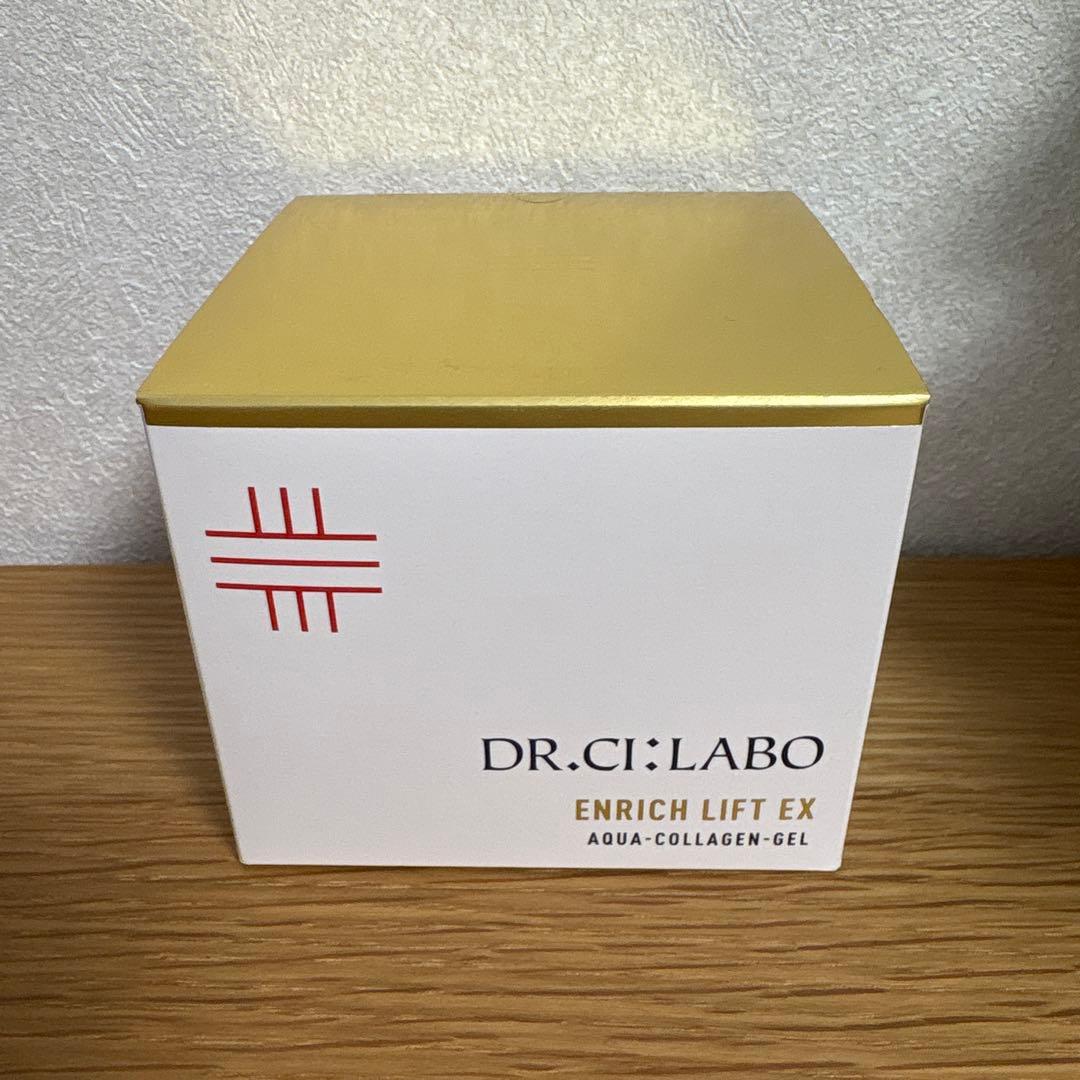 DR.CI:LABO
ENRICH LIFT EX
AQUA-COLLAGEN-GEL